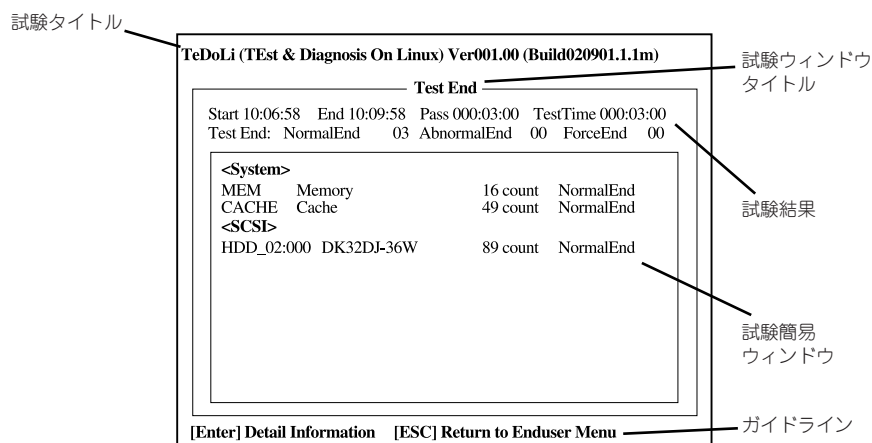 試験タイトル
TeDoLi (TEst & Diagnosis On Linux) Ver001.00 (Build020901.1.1m)
試験ウィンドウ
タイトル
Test End
Start 10:06:58 End 10:09:58 Pass 000:03:00 TestTime 000:03:00
Test End: NormalEnd 03 AbnormalEnd 00 ForceEnd 00
試験結果
<System>
MEM Memory 16 count NormalEnd
CACHE Cache 49 count NormalEnd
<SCSI>
HDD_02:000 DK32DJ-36W 89 count NormalEnd
試験簡易
ウィンドウ
[Enter] Detail Information [ESC] Return to Enduser Menu
ガイドライン